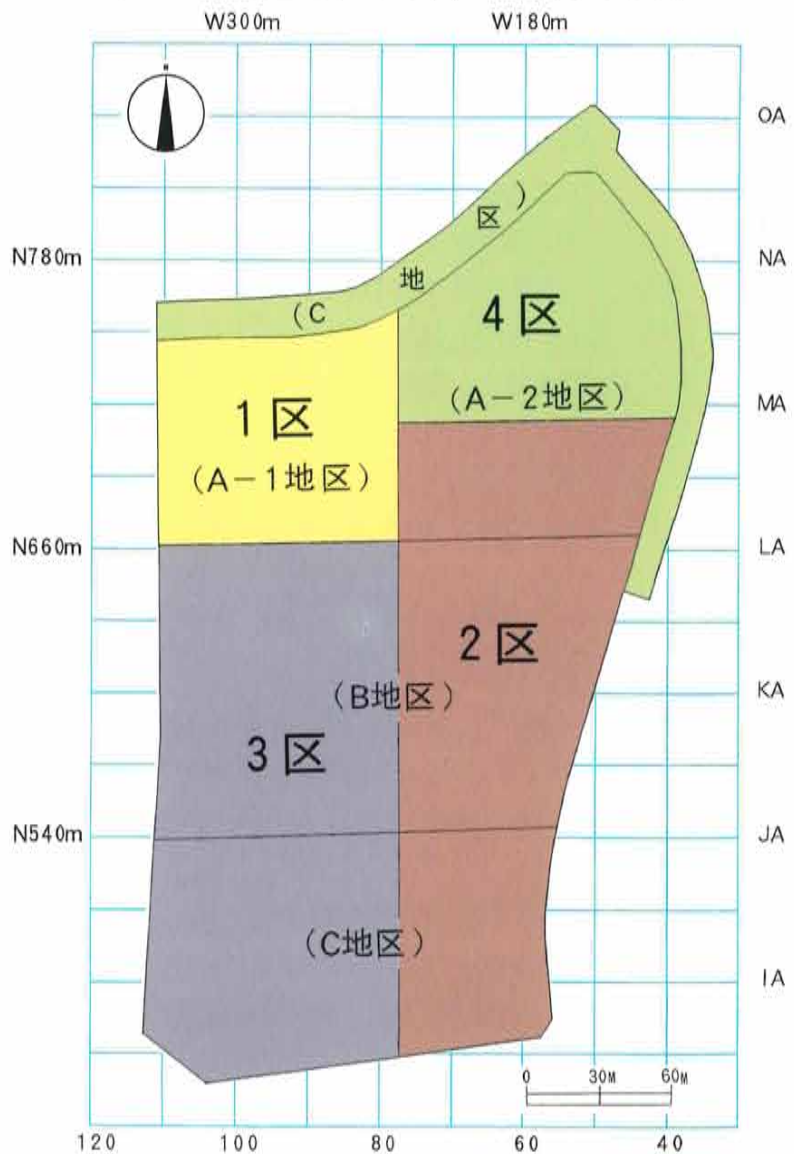 W300m W180m
N
OA
（C地区）
N780m NA
4区
（A－2地区） MA
1区
（A－1地区）
N660m LA
2区
（B地区） KA
3区
N540m JA
（C地区）
IA
0 30M 60M
120 100 80 60 40